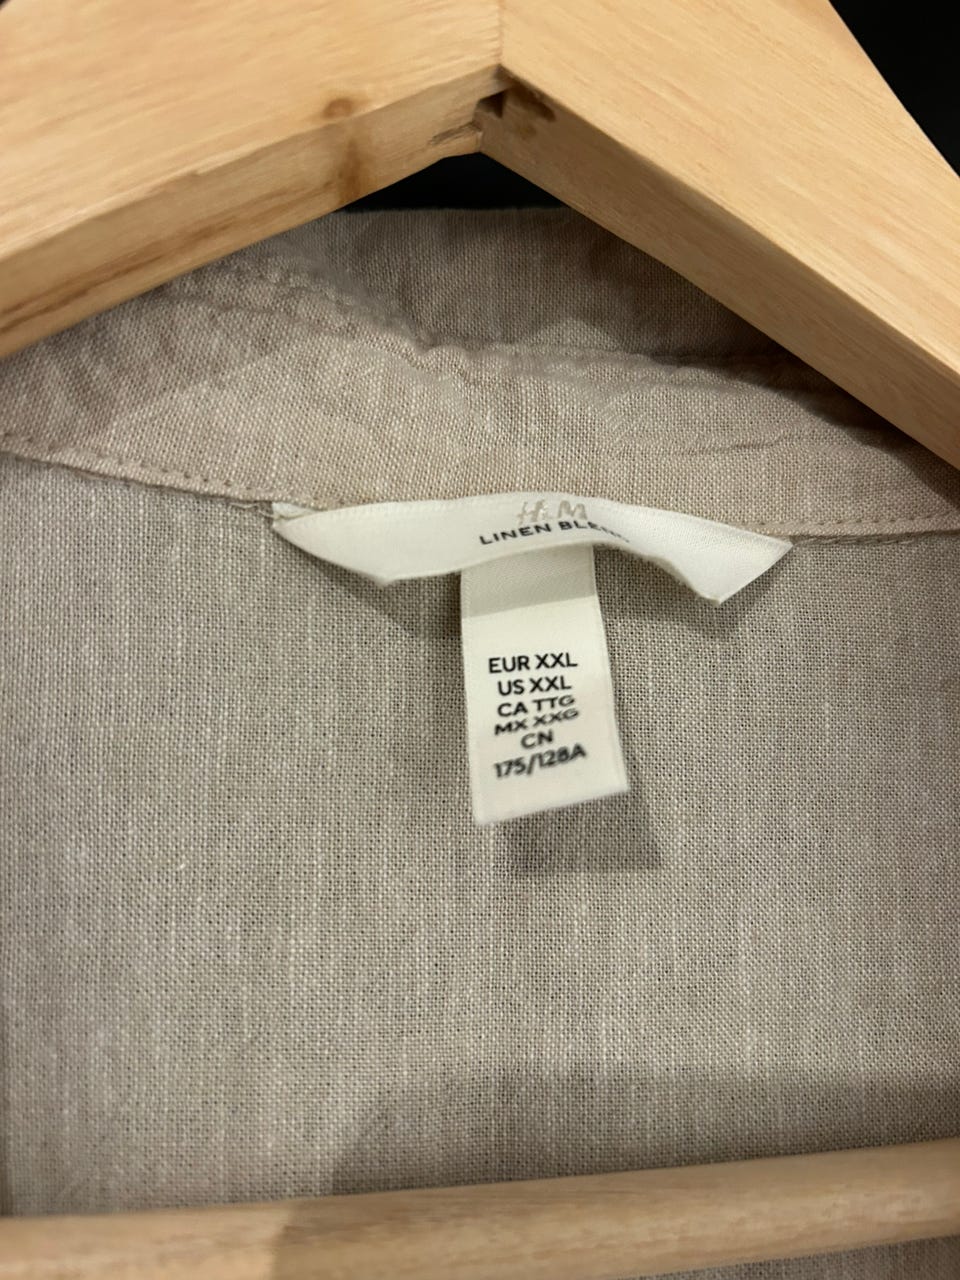 H&M
LINEN BLEND
EUR XXL
US XXL
CA TTG
MX XXG
CN
175/128A